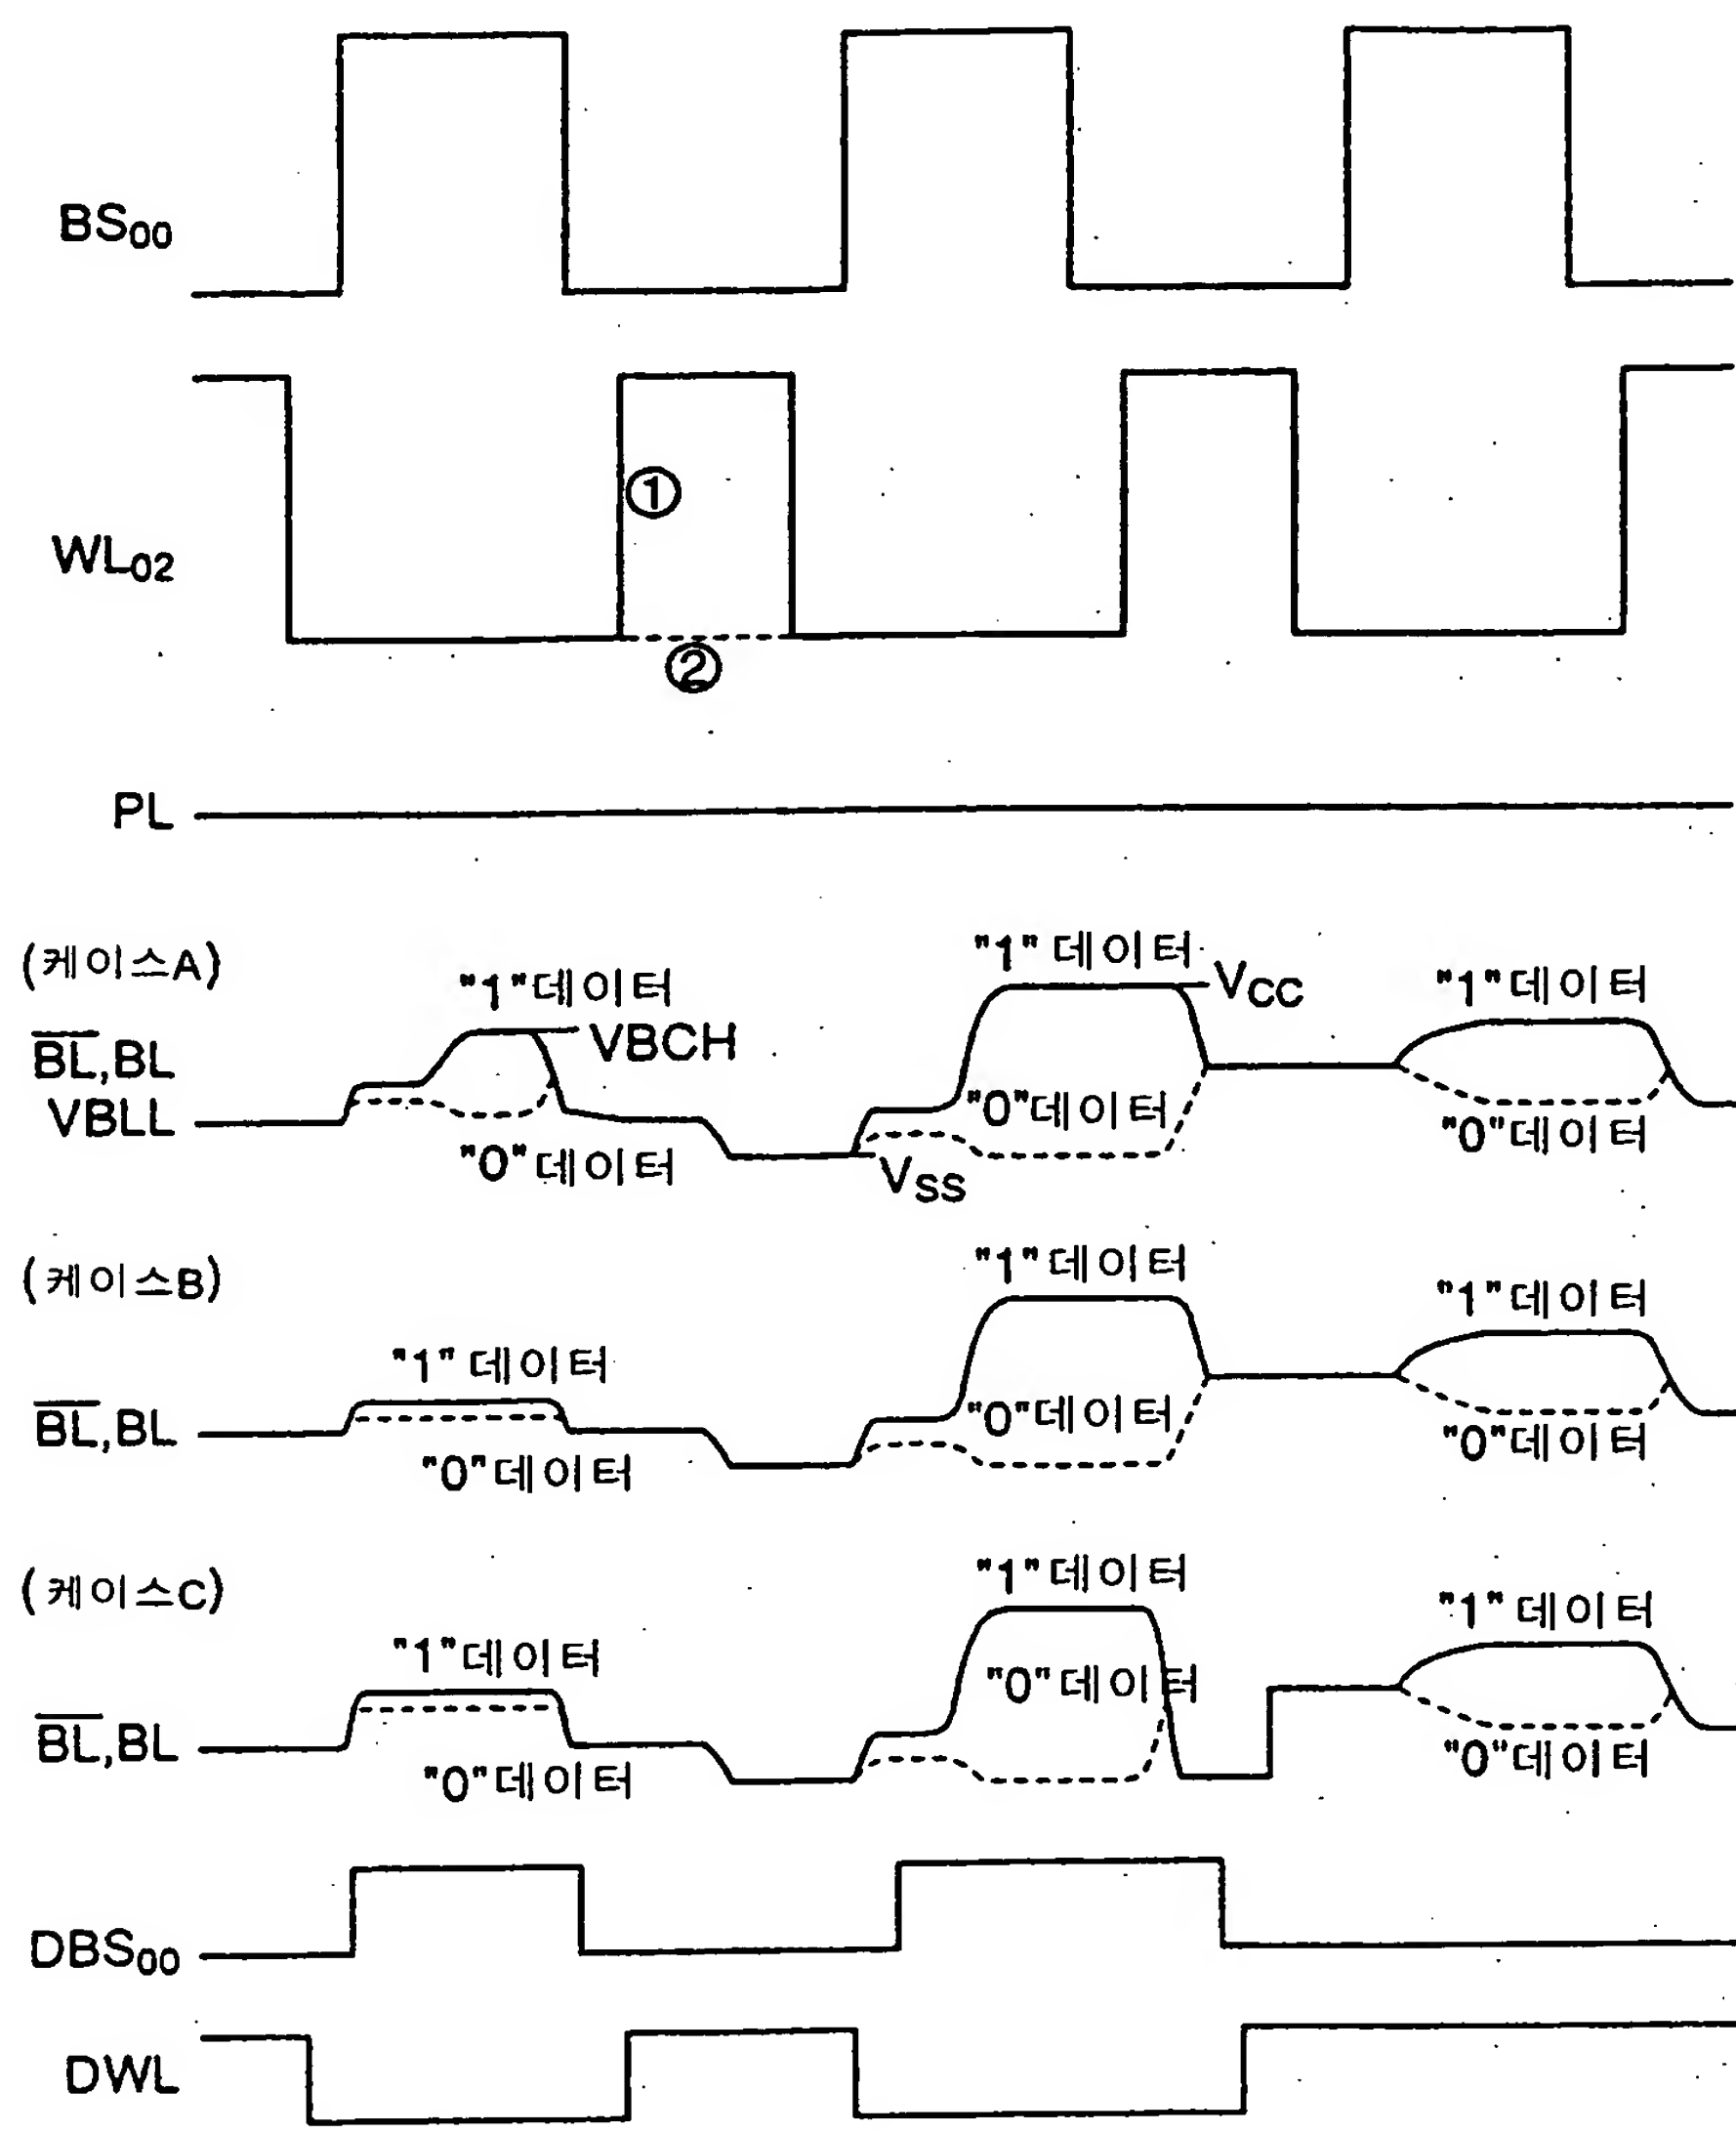 BS00
WL02
①
②
PL
(케이스A)
"1"데이터
"1" 데이터
VCC
"1"데이터
BL,BL
VBCH
VBLL
"0"데이터
"0"데이터
"0"데이터
VSS
(케이스B)
"1"데이터
"1"데이터
"1" 데이터
BL,BL
"0"데이터
"0"데이터
"0"데이터
(케이스C)
"1"데이터
"1" 데이터
"1"데이터
"0"데이터
BL,BL
"0"데이터
"0"데이터
DBS00
DWL